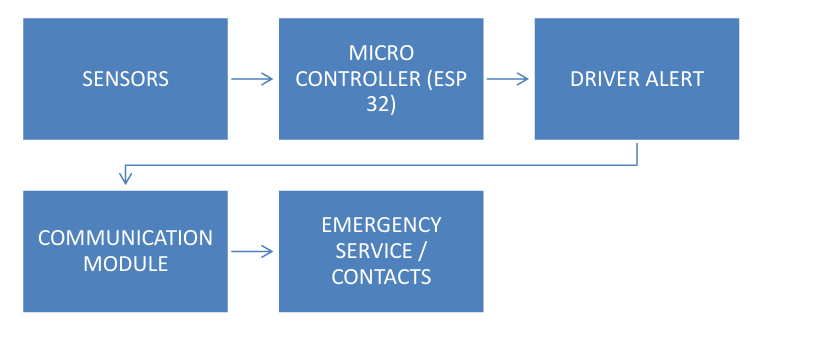 SENSORS
MICRO
CONTROLLER (ESP
32)
DRIVER ALERT
COMMUNICATION
MODULE
EMERGENCY
SERVICE /
CONTACTS